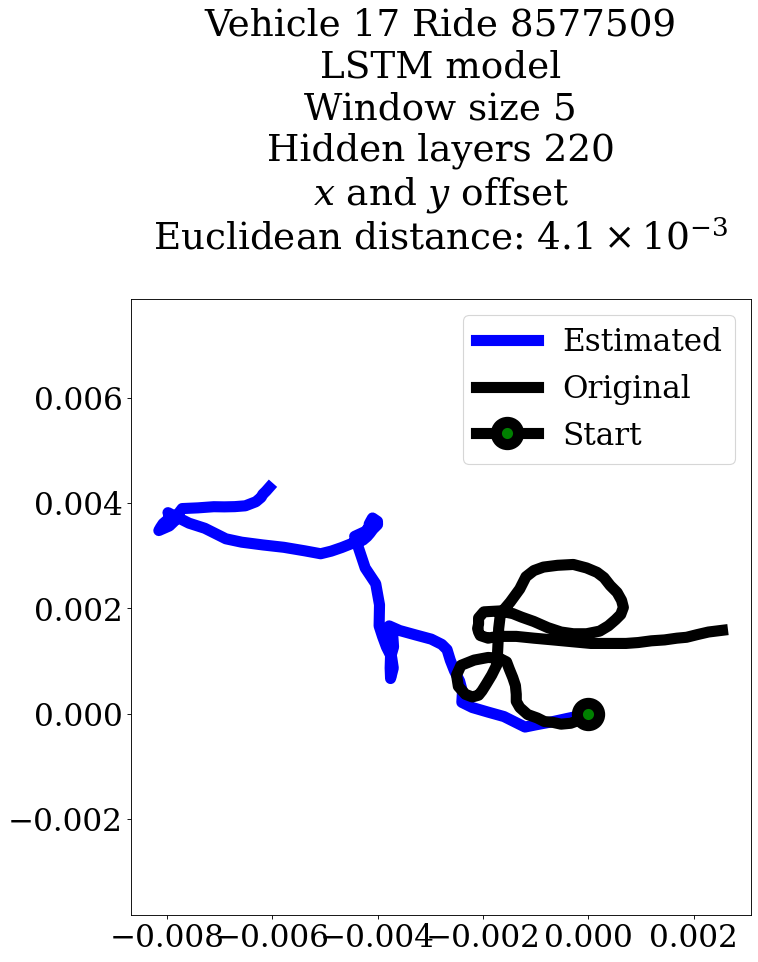 Vehicle 17 Ride 8577509
LSTM model
Window size 5
Hidden layers 220
x and y offset
Euclidean distance: 4.1 × 10⁻³
Estimated
Original
Start
0.006
0.004
0.002
0.000
−0.002
−0.008 −0.006 −0.004 −0.002 0.000 0.002